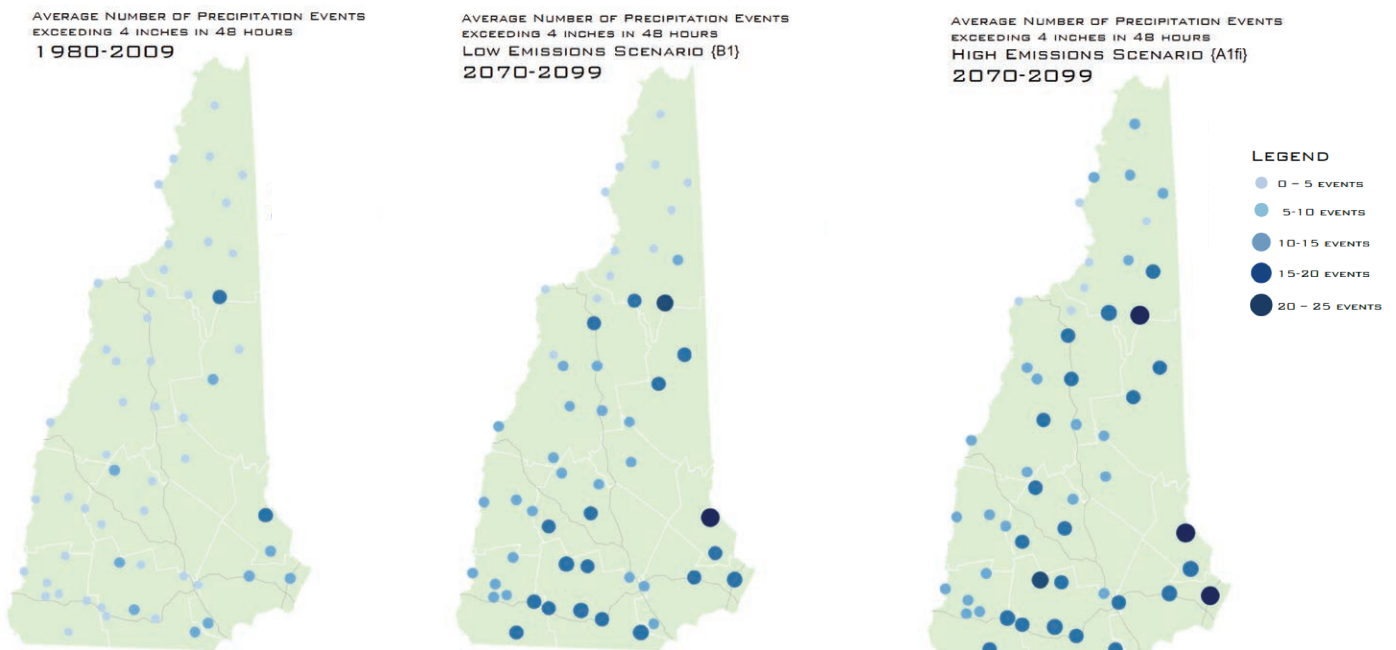 Average Number of Precipitation Events
exceeding 4 inches in 48 hours
1980-2009
Average Number of Precipitation Events
exceeding 4 inches in 48 hours
Low Emissions Scenario {B1}
2070-2099
Average Number of Precipitation Events
exceeding 4 inches in 48 hours
High Emissions Scenario {A1fi}
2070-2099
Legend
0 – 5 events
5-10 events
10-15 events
15-20 events
20 – 25 events